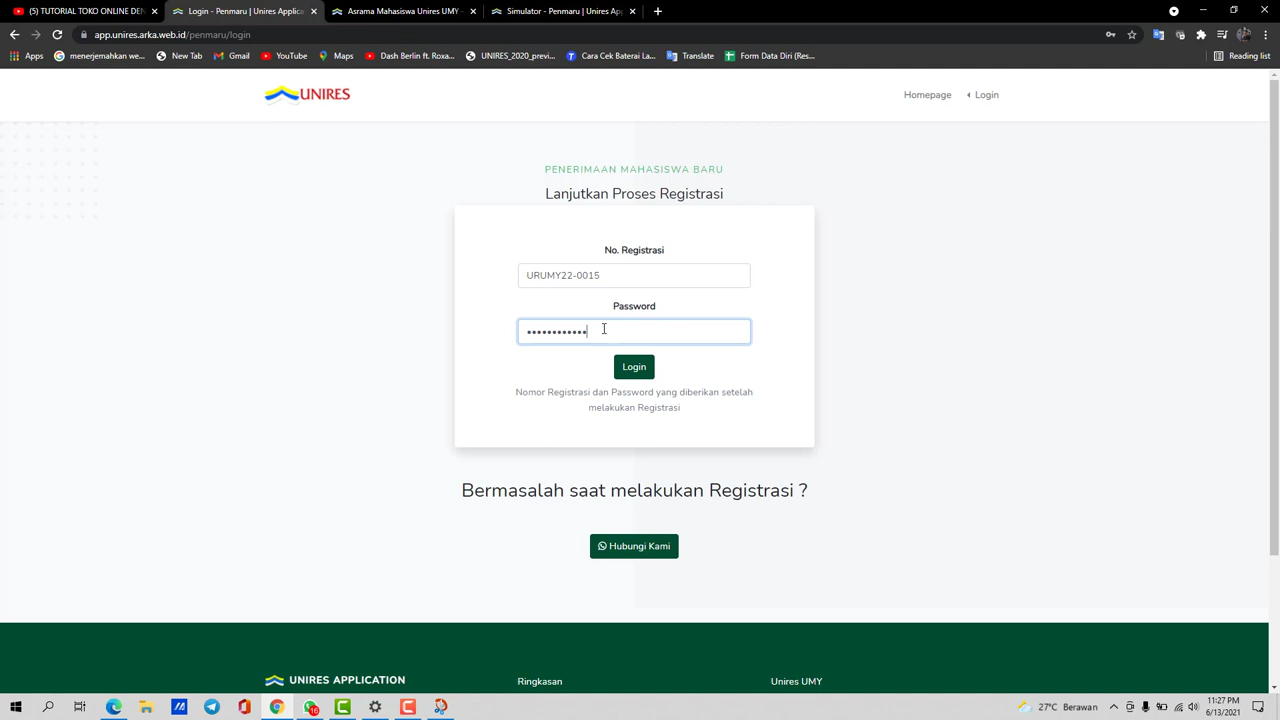 (5) TUTORIAL TOKO ONLINE DEN
Login - Penmaru | Unires Applica
Asrama Mahasiswa Unires UMY -
Simulator - Penmaru | Unires App
app.unires.arka.web.id/penmaru/login
Apps
menerjemahkan we...
New Tab
Gmail
YouTube
Maps
Dash Berlin ft. Roxa...
UNIRES_2020_preview
Cara Cek Baterai La...
Translate
Form Data (Res...
Reading list
UNIRES
Homepage
Login
PENERIMAAN MAHASISWA BARU
Lanjutkan Proses Registrasi
No. Registrasi
URUMY22-0015
Password
••••••••••••
Login
Nomor Registrasi dan Password yang diberikan setelah
melakukan Registrasi
Bermasalah saat melakukan Registrasi ?
Hubungi Kami
UNIRES APPLICATION
Ringkasan
Unires UMY
16
27°C Berawan
11:27 PM
6/13/2021